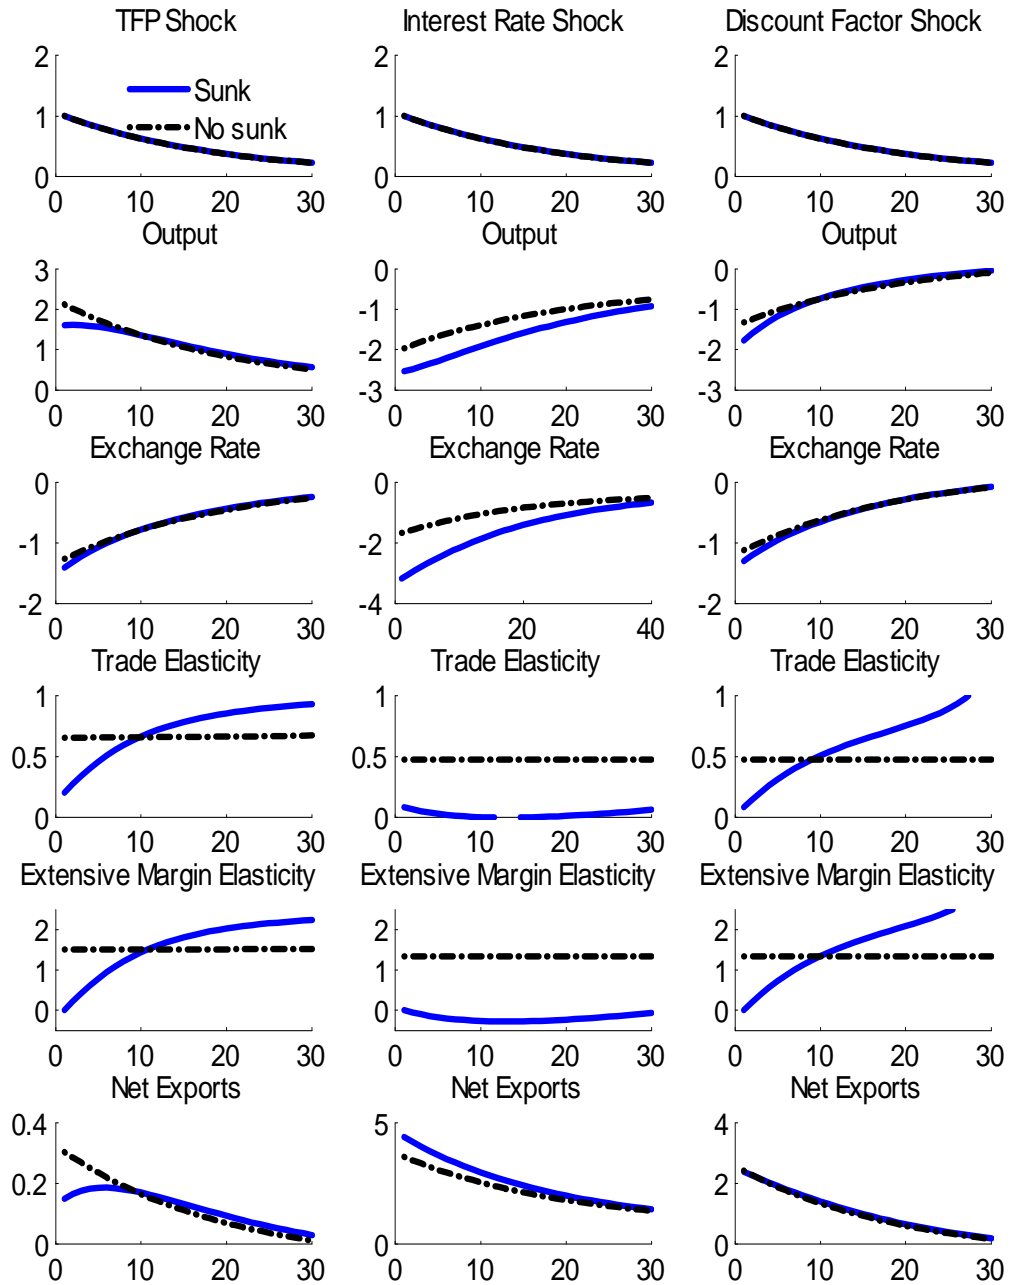 TFP Shock Interest Rate Shock Discount Factor Shock
2 2 2
Sunk
1 1 1
No sunk
0 0 0
0 10 20 30 0 10 20 30 0 10 20 30
Output Output Output
3 0 0
2 -1 -1
1 -2 -2
0 -3 -3
0 10 20 30 0 10 20 30 0 10 20 30
Exchange Rate Exchange Rate Exchange Rate
0 0 0
-1 -2 -1
-2 -4 -2
0 10 20 30 0 20 40 0 10 20 30
Trade Elasticity Trade Elasticity Trade Elasticity
1 1 1
0.5 0.5 0.5
0 0 0
0 10 20 30 0 10 20 30 0 10 20 30
Extensive Margin Elasticity Extensive Margin Elasticity Extensive Margin Elasticity
2 2 2
1 1 1
0 0 0
0 10 20 30 0 10 20 30 0 10 20 30
Net Exports Net Exports Net Exports
0.4 5 4
0.2 2
0 0 0
0 10 20 30 0 10 20 30 0 10 20 30